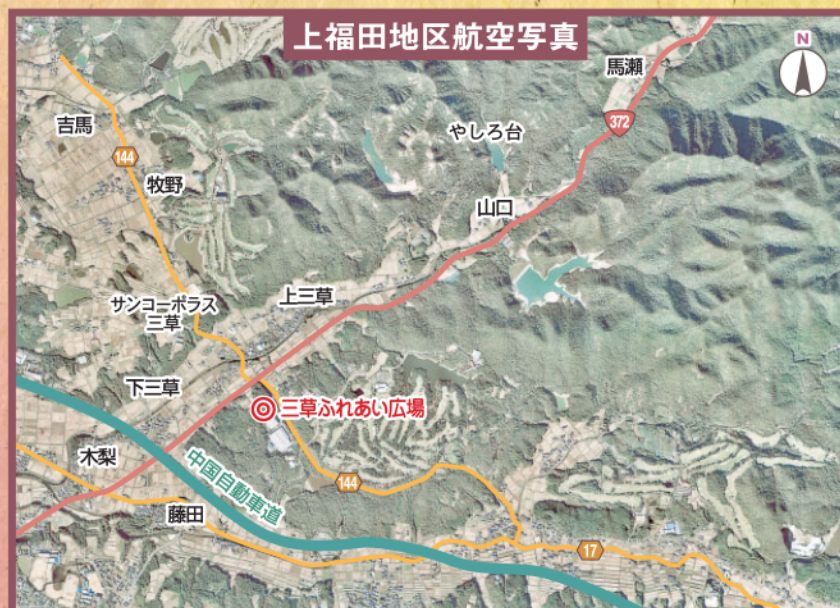 上福田地区航空写真
N
馬瀬
372
吉馬
やしろ台
144
牧野
山口
上三草
サンコーポラス
三草
下三草
三草ふれあい広場
木梨
中国自動車道
144
藤田
17